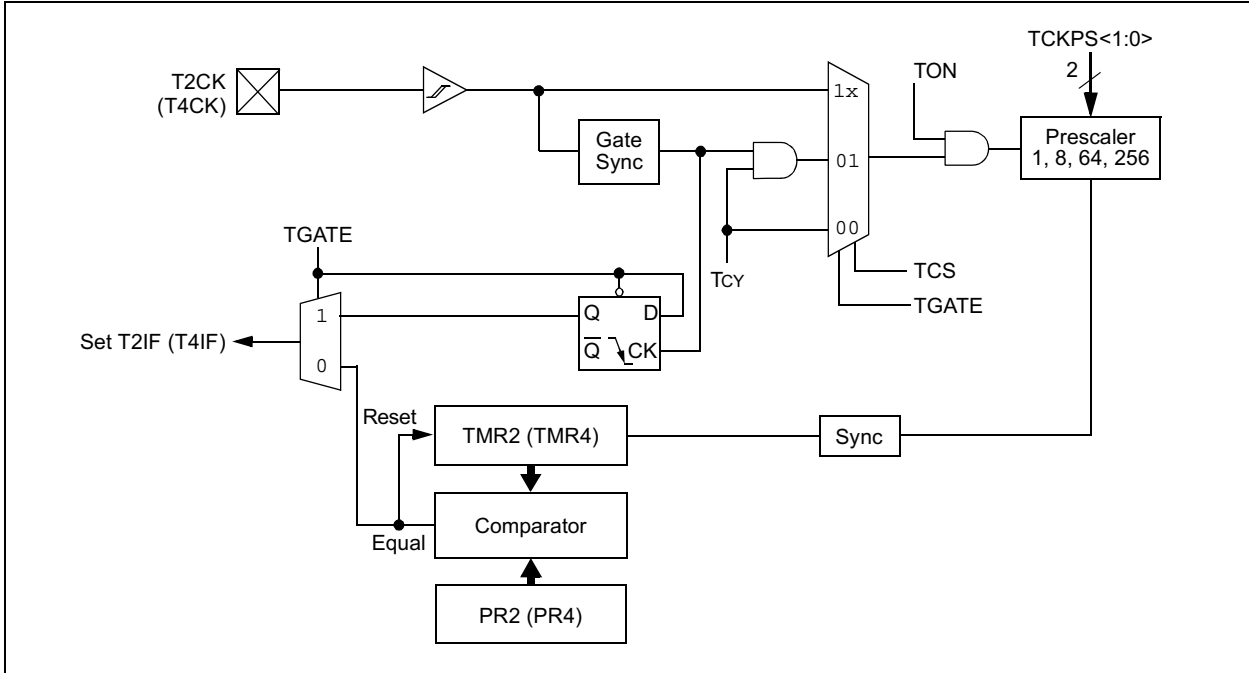 TCKPS<1:0>
2
TON
T2CK
(T4CK)
1x
Prescaler
1, 8, 64, 256
Gate
Sync
01
00
TGATE
TCY
TCS
TGATE
1
Q
D
Set T2IF (T4IF)
Q
CK
0
Reset
TMR2 (TMR4)
Sync
Comparator
Equal
PR2 (PR4)